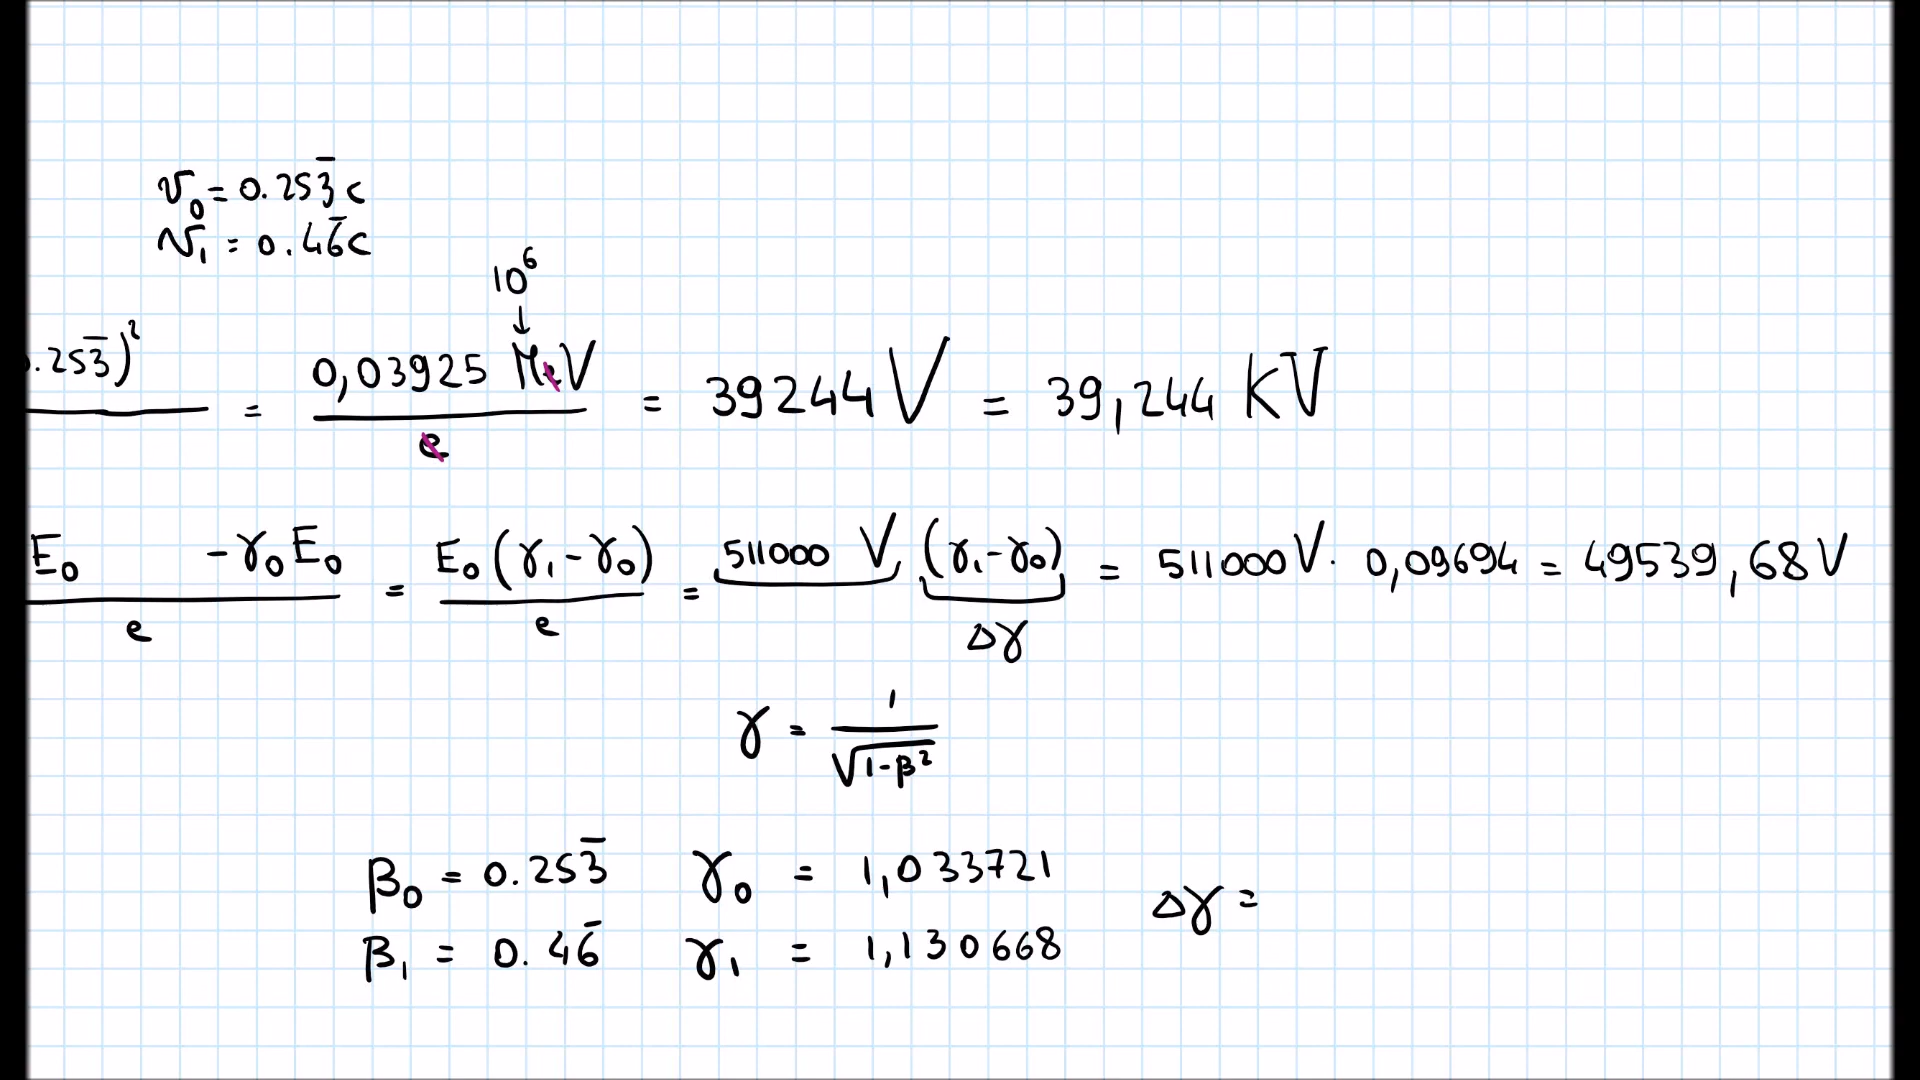 v₀ = 0.253̅ c
v₁ = 0.46̅ c
10⁶
↓
.253̅)² / = 0,03925 MeV / e = 39244 V = 39,244 KV
E₀ -γ₀E₀ / e = E₀(γ₁-γ₀) / e = 511000 V (γ₁-γ₀) = 511000 V · 0,09694 = 49539,68 V
Δγ
γ = 1 / √1-β²
β₀ = 0.253̅ γ₀ = 1,033721
Δγ =
β₁ = 0.46̅ γ₁ = 1,130668